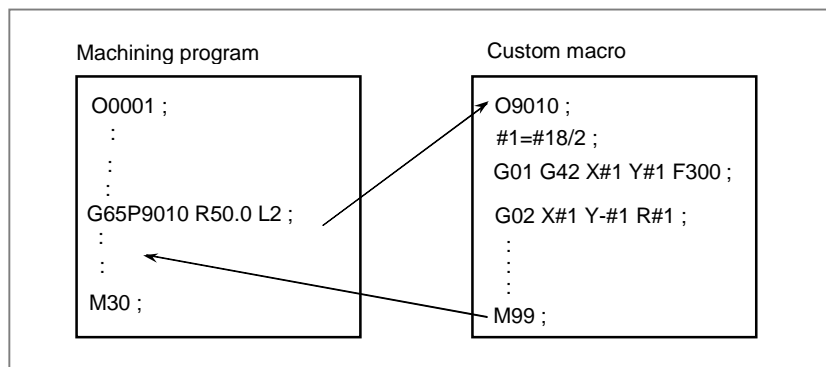 Machining program
O0001 ;
:
:
:
G65P9010 R50.0 L2 ;
:
:
M30 ;
Custom macro
O9010 ;
#1=#18/2 ;
G01 G42 X#1 Y#1 F300 ;
G02 X#1 Y-#1 R#1 ;
:
:
:
M99 ;